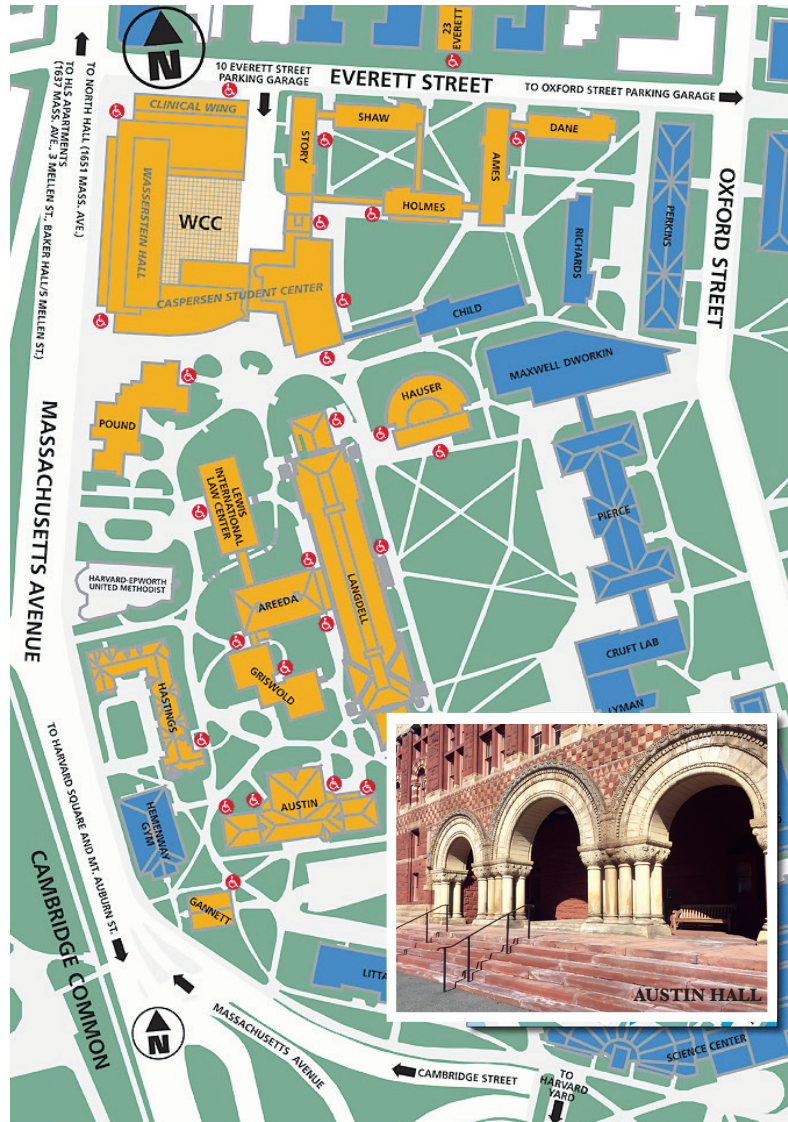 23
EVERETT
N
10 EVERETT STREET
PARKING GARAGE
EVERETT STREET
TO OXFORD STREET PARKING GARAGE
TO NORTH HALL (1651 MASS. AVE.)
TO HLS APARTMENTS
(1637 MASS. AVE., 3 MELLEN ST., BAKER HALL/5 MELLEN ST.)
CLINICAL WING
WASSERSTEIN HALL
WCC
CASPERSEN STUDENT CENTER
STORY
SHAW
HOLMES
AMES
DANE
RICHARDS
PERKINS
OXFORD STREET
CHILD
MAXWELL DWORKIN
HAUSER
POUND
MASSACHUSETTS AVENUE
LEWIS
INTERNATIONAL
LAW CENTER
LANGDELL
PIERCE
HARVARD-EPWORTH
UNITED METHODIST
AREEDA
GRISWOLD
CRUFT LAB
LYMAN
HASTINGS
TO HARVARD SQUARE AND MT. AUBURN ST.
HEMENWAY
GYM
AUSTIN
GANNETT
CAMBRIDGE COMMON
LITTA
AUSTIN HALL
N
MASSACHUSETTS AVENUE
CAMBRIDGE STREET
TO
HARVARD
YARD
SCIENCE CENTER